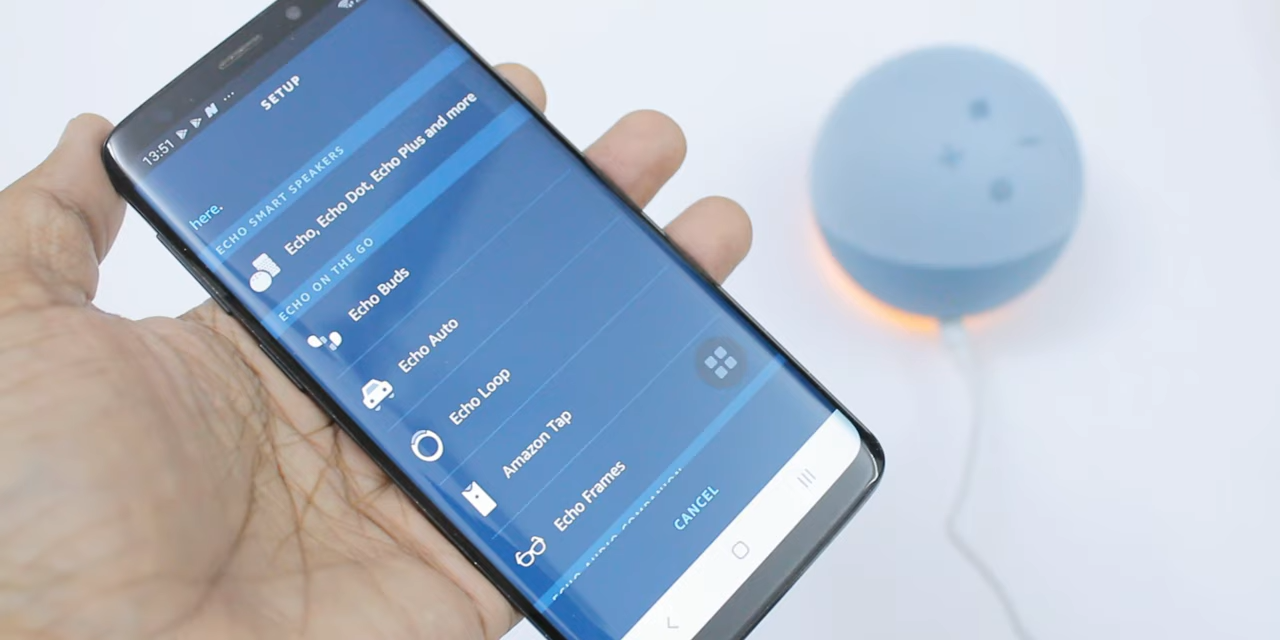 13:51
SETUP
here.
ECHO SMART SPEAKERS
Echo, Echo Dot, Echo Plus and more
ECHO ON THE GO
Echo Buds
Echo Auto
Echo Loop
Amazon Tap
Echo Frames
CANCEL